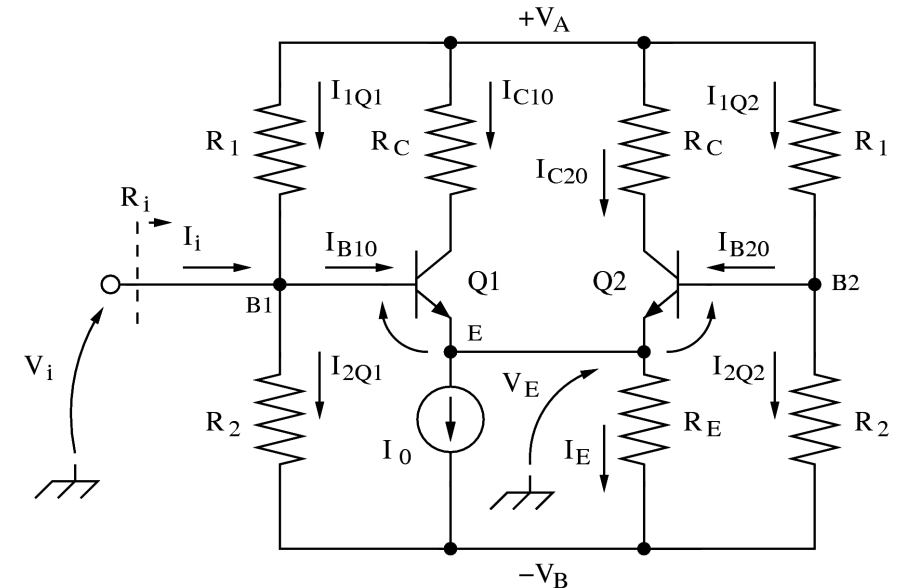 +V_A
I_1Q1 I_C10 I_1Q2
R_1 R_C R_C R_1
I_C20
R_i
I_i I_B10 I_B20
Q1 Q2
B1 B2
E
V_i I_2Q1 V_E I_2Q2
R_2 I_0 I_E R_E R_2
−V_B